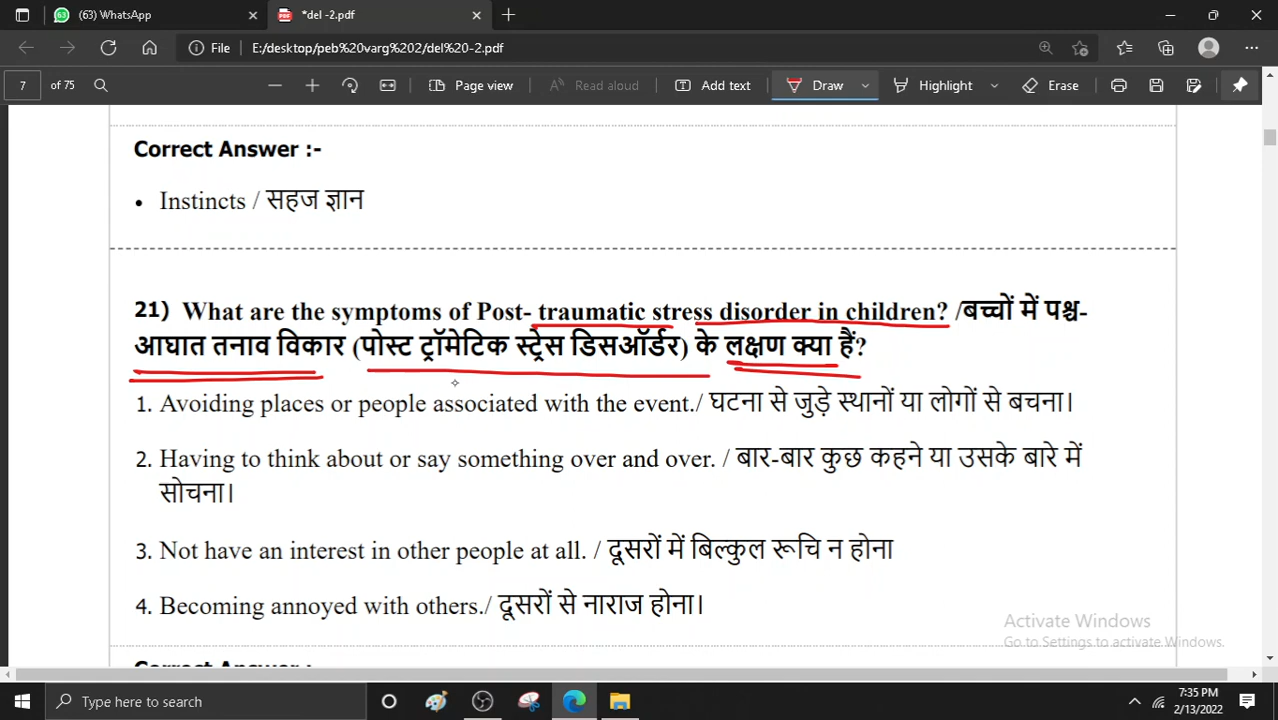 (63) WhatsApp
*del -2.pdf
File E:/desktop/peb%20varg%202/del%20-2.pdf
7 of 75 Page view Read aloud Add text Draw Highlight Erase
Correct Answer :-
• Instincts / सहज ज्ञान
21) What are the symptoms of Post- traumatic stress disorder in children? /बच्चों में पश्च-
आघात तनाव विकार (पोस्ट ट्रॉमेटिक स्ट्रेस डिसऑर्डर) के लक्षण क्या हैं?
1. Avoiding places or people associated with the event./ घटना से जुड़े स्थानों या लोगों से बचना।
2. Having to think about or say something over and over. / बार-बार कुछ कहने या उसके बारे में
सोचना।
3. Not have an interest in other people at all. / दूसरों में बिल्कुल रूचि न होना
4. Becoming annoyed with others./ दूसरों से नाराज होना।
Activate Windows
Go to Settings to activate Windows.
Correct Answer :-
Type here to search
7:35 PM
2/13/2022